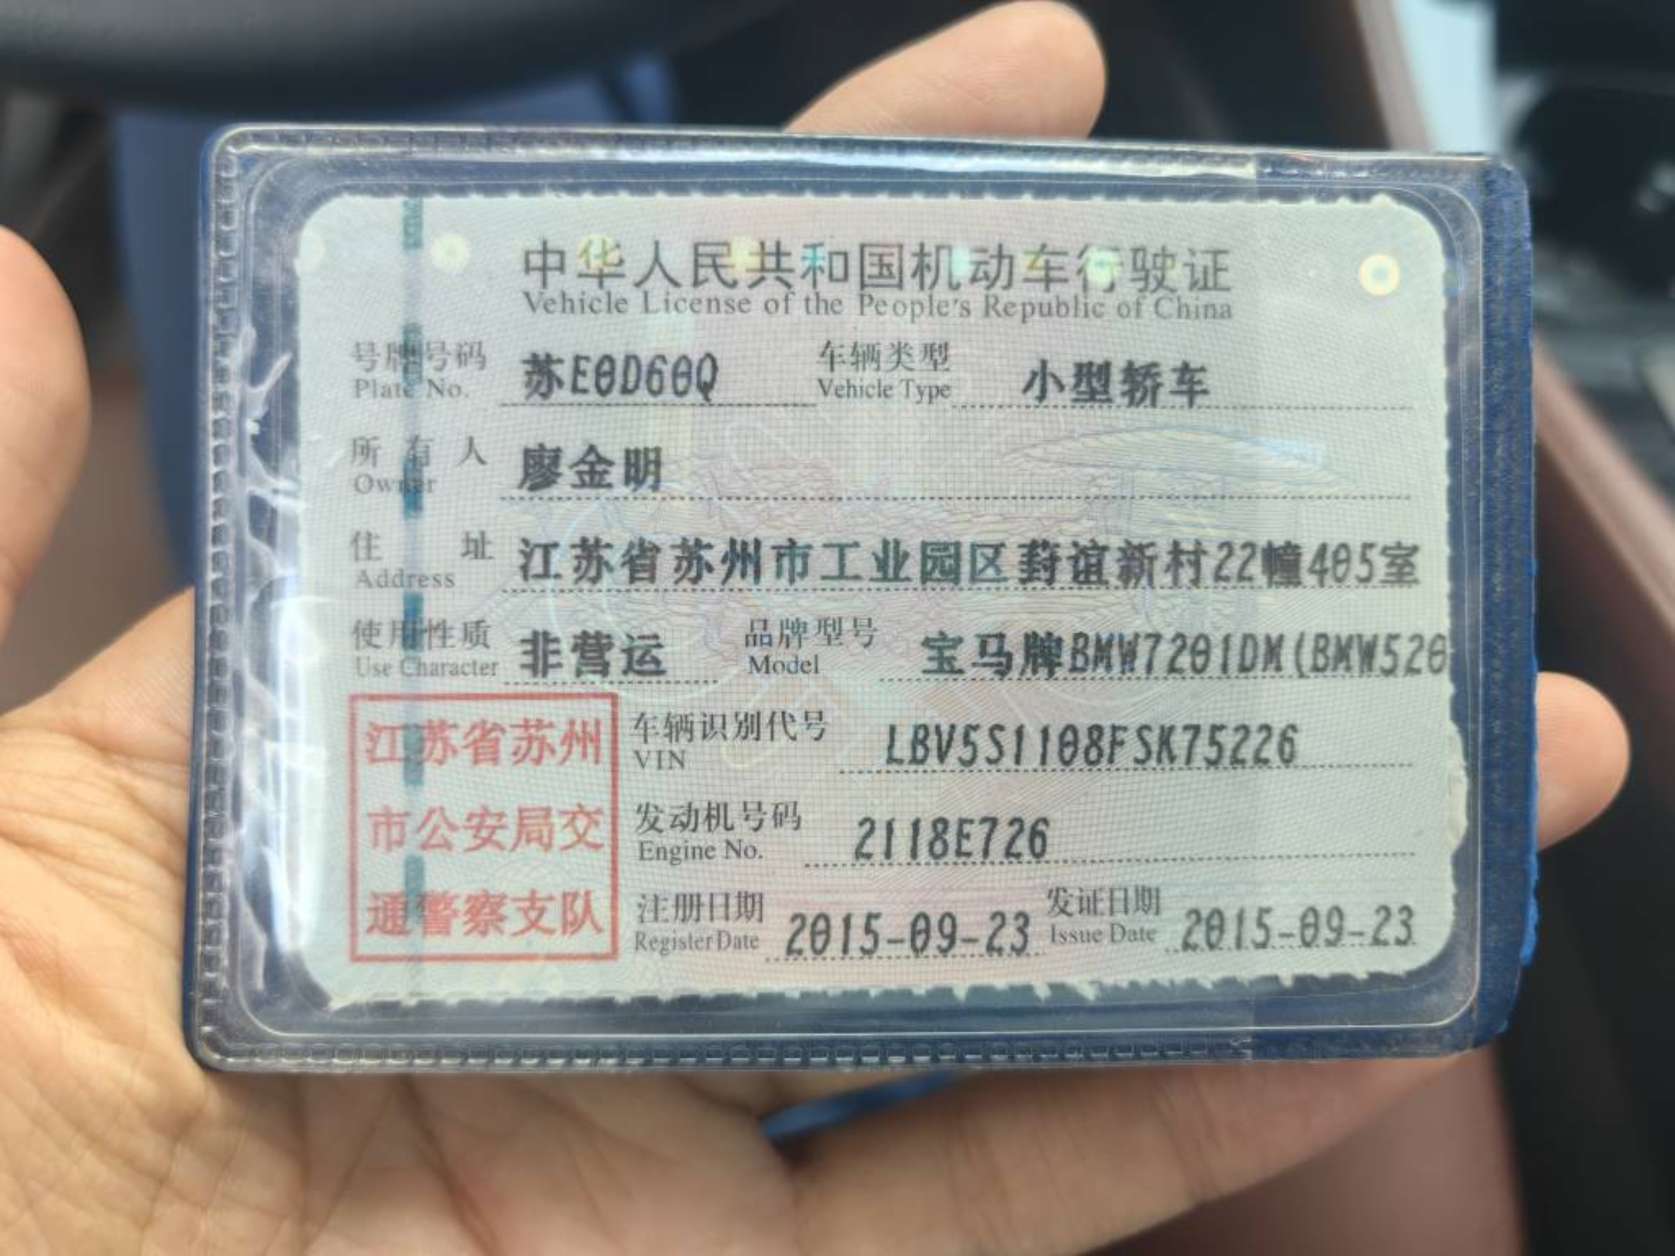 中华人民共和国机动车行驶证
Vehicle License of the People's Republic of China
号牌号码 苏E0D60Q 车辆类型 小型轿车
Plate No. Vehicle Type
所有人 廖金明
Owner
住址 江苏省苏州市工业园区葑谊新村22幢405室
Address
使用性质 非营运 品牌型号 宝马牌BMW7201DM(BMW520
Use Character Model
江苏省苏州
市公安局交
通警察支队
车辆识别代号 LBV5S1108FSK75226
VIN
发动机号码 2118E726
Engine No.
注册日期 2015-09-23 发证日期 2015-09-23
Register Date Issue Date